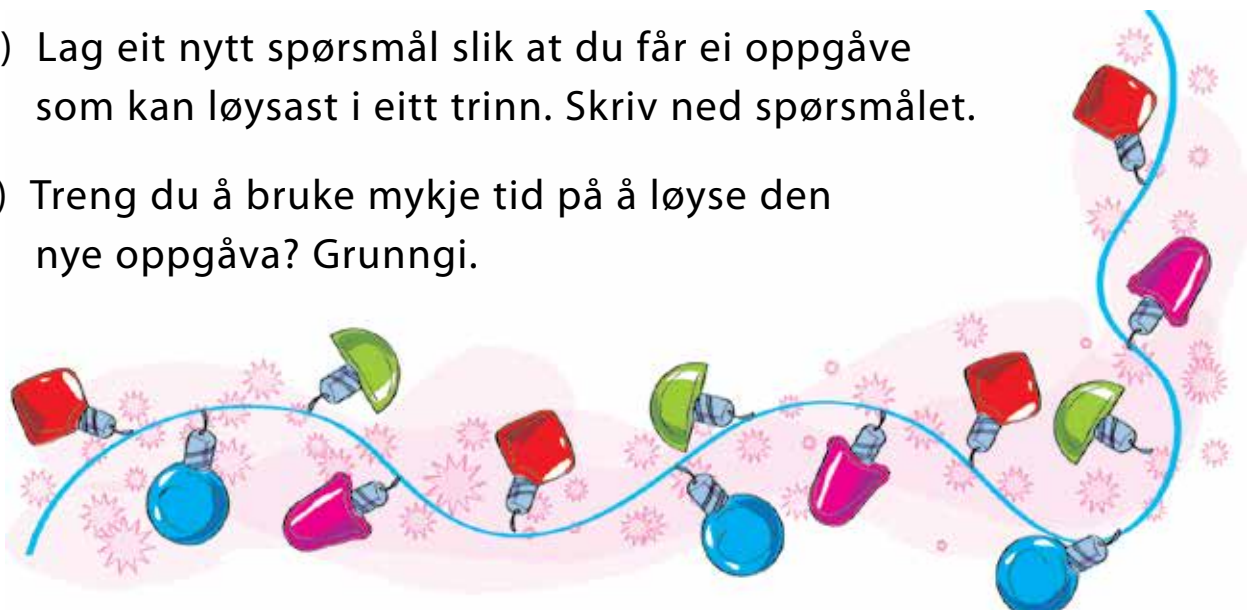 ) Lag eit nytt spørsmål slik at du får ei oppgåve
som kan løysast i eitt trinn. Skriv ned spørsmålet.
) Treng du å bruke mykje tid på å løyse den
nye oppgåva? Grunngi.